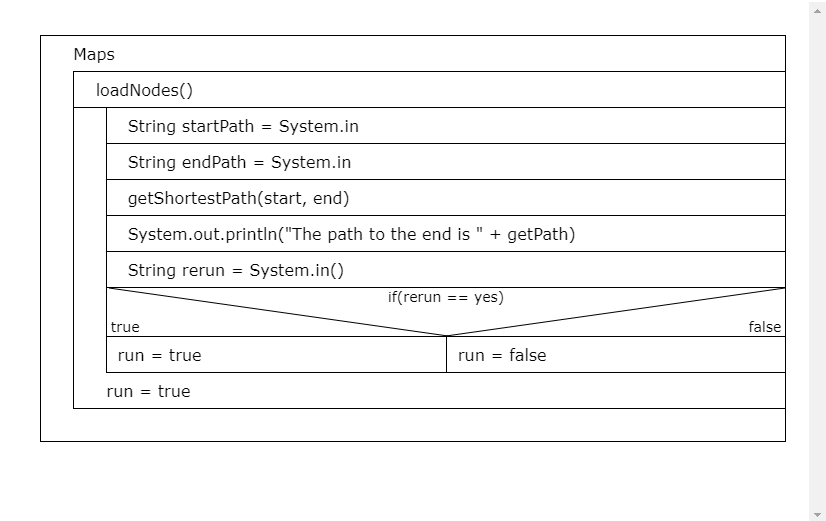 Maps
loadNodes()
String startPath = System.in
String endPath = System.in
getShortestPath(start, end)
System.out.println("The path to the end is " + getPath)
String rerun = System.in()
if(rerun == yes)
true
false
run = true
run = false
run = true